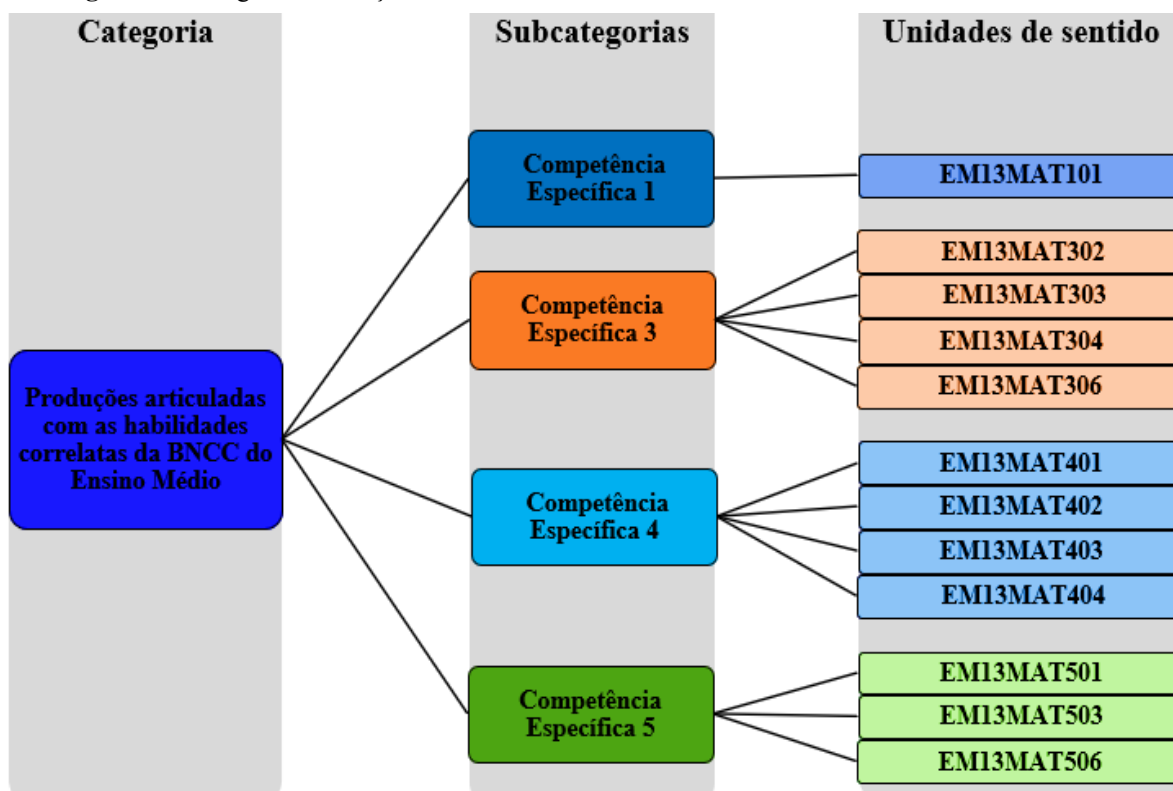 Categoria
Subcategorias
Unidades de sentido
Produções articuladas
com as habilidades
correlatas da BNCC do
Ensino Médio
Competência
Específica 1
EM13MAT101
Competência
Específica 3
EM13MAT302
EM13MAT303
EM13MAT304
EM13MAT306
Competência
Específica 4
EM13MAT401
EM13MAT402
EM13MAT403
EM13MAT404
Competência
Específica 5
EM13MAT501
EM13MAT503
EM13MAT506